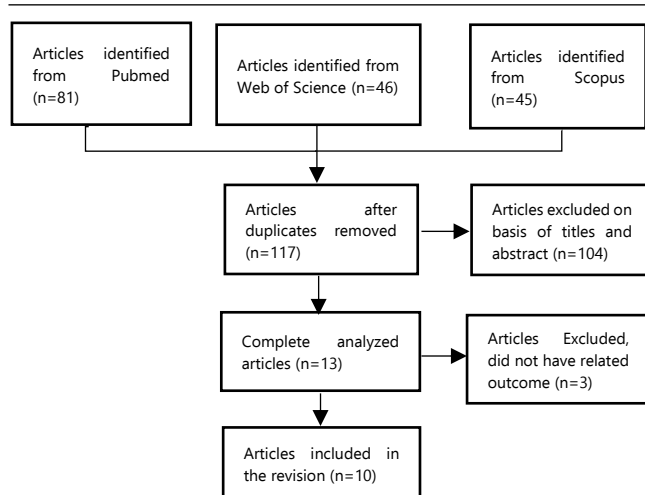 Articles identified
from Pubmed
(n=81)
Articles identified from
Web of Science (n=46)
Articles identified
from Scopus
(n=45)
Articles after
duplicates removed
(n=117)
Articles excluded on
basis of titles and
abstract (n=104)
Complete analyzed
articles (n=13)
Articles Excluded,
did not have related
outcome (n=3)
Articles included in
the revision (n=10)